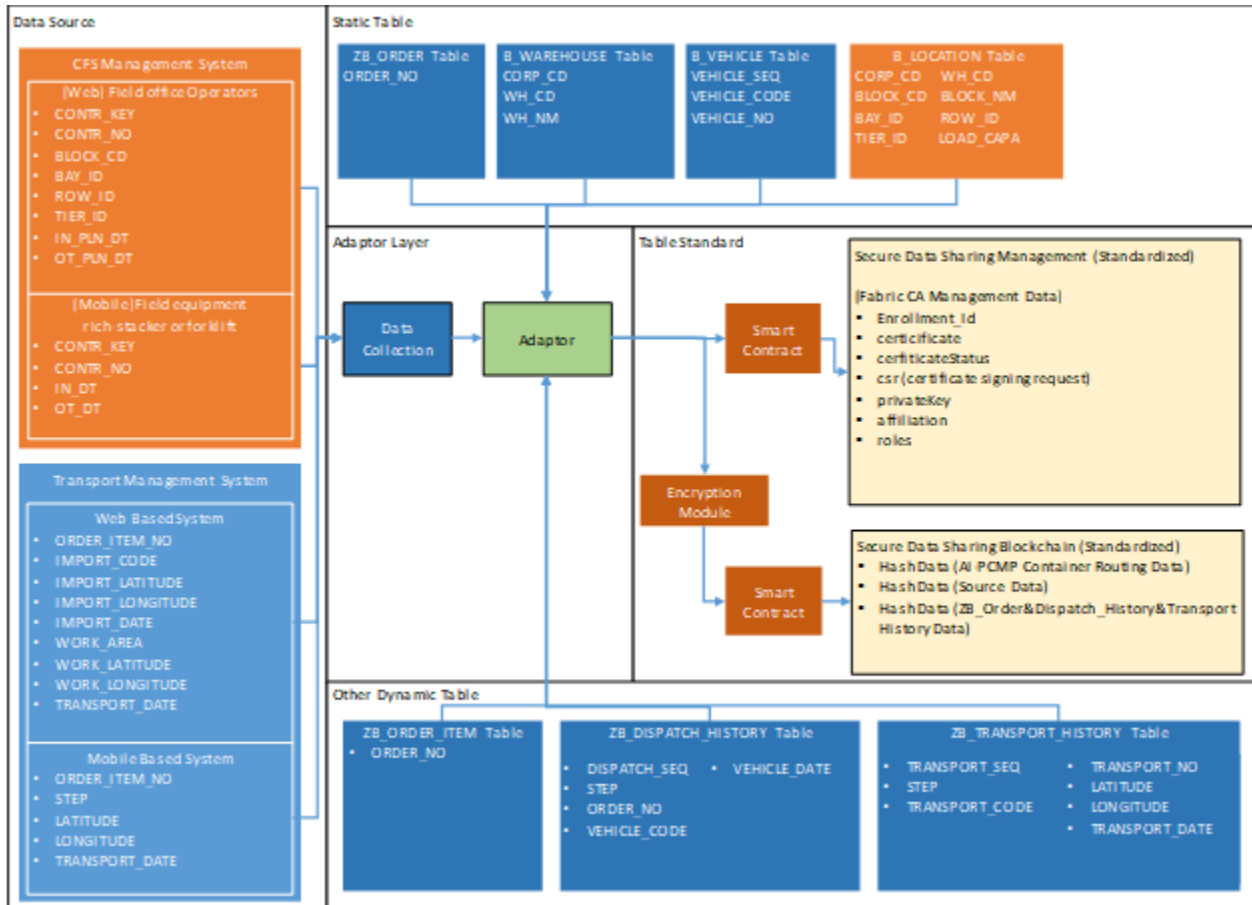 Data Source
CFS Management System
(Web) Field office Operators
• CONTR_KEY
• CONTR_NO
• BLOCK_CD
• BAY_ID
• ROW_ID
• TIER_ID
• IN_PLN_DT
• OT_PLN_DT
(Mobile)Field equipment
rich-stacker or forklift
• CONTR_KEY
• CONTR_NO
• IN_DT
• OT_DT
Transport Management System
Web Based System
• ORDER_ITEM_NO
• IMPORT_CODE
• IMPORT_LATITUDE
• IMPORT_LONGITUDE
• IMPORT_DATE
• WORK_AREA
• WORK_LATITUDE
• WORK_LONGITUDE
• TRANSPORT_DATE
Mobile Based System
• ORDER_ITEM_NO
• STEP
• LATITUDE
• LONGITUDE
• TRANSPORT_DATE
Static Table
ZB_ORDER Table
ORDER_NO
B_WAREHOUSE Table
CORP_CD
WH_CD
WH_NM
B_VEHICLE Table
VEHICLE_SEQ
VEHICLE_CODE
VEHICLE_NO
B_LOCATION Table
CORP_CD WH_CD
BLOCK_CD BLOCK_NM
BAY_ID ROW_ID
TIER_ID LOAD_CAPA
Adaptor Layer
Data
Collection
Adaptor
Table Standard
Smart
Contract
Encryption
Module
Smart
Contract
Secure Data Sharing Management (Standardized)
(Fabric CA Management Data)
▪ Enrollment_Id
▪ certicificate
▪ cerfiticateStatus
▪ csr (certificate signing request)
▪ privateKey
▪ affiliation
▪ roles
Secure Data Sharing Blockchain (Standardized)
▪ HashData (AI-PCMP Container Routing Data)
▪ HashData (Source Data)
▪ HashData (ZB_Order&Dispatch_History&Transport
History Data)
Other Dynamic Table
ZB_ORDER_ITEM Table
• ORDER_NO
ZB_DISPATCH_HISTORY Table
• DISPATCH_SEQ • VEHICLE_DATE
• STEP
• ORDER_NO
• VEHICLE_CODE
ZB_TRANSPORT_HISTORY Table
• TRANSPORT_SEQ • TRANSPORT_NO
• STEP • LATITUDE
• TRANSPORT_CODE • LONGITUDE
• TRANSPORT_DATE